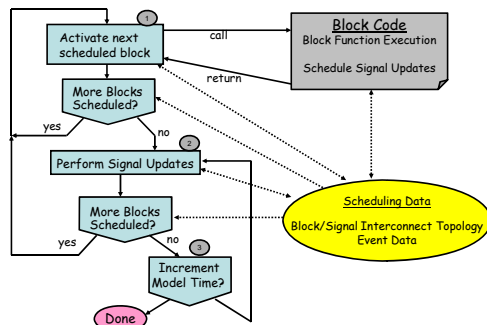 1
Activate next
scheduled block
call
return
Block Code
Block Function Execution
Schedule Signal Updates
More Blocks
Scheduled?
yes
no
2
Perform Signal Updates
More Blocks
Scheduled?
yes
no
3
Increment
Model Time?
Done
Scheduling Data
Block/Signal Interconnect Topology
Event Data